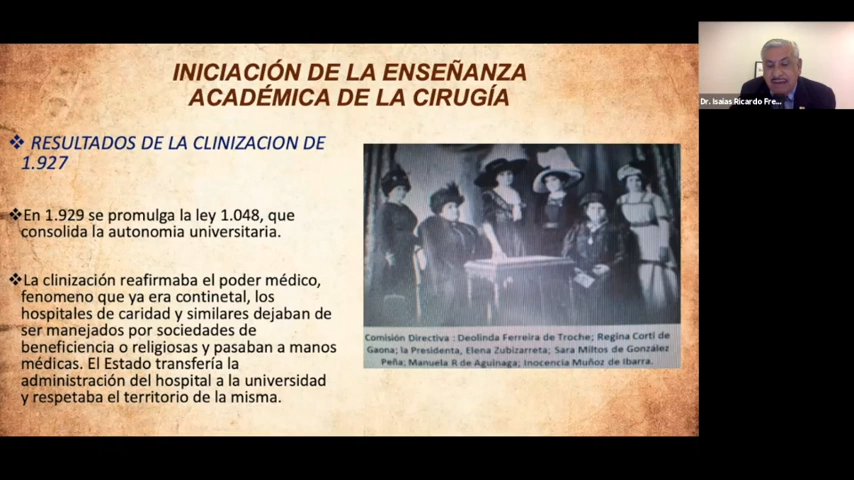 INICIACIÓN DE LA ENSEÑANZA
ACADÉMICA DE LA CIRUGÍA
❖ RESULTADOS DE LA CLINIZACION DE
1.927
❖En 1.929 se promulga la ley 1.048, que
consolida la autonomia universitaria.
❖La clinización reafirmaba el poder médico,
fenomeno que ya era continetal, los
hospitales de caridad y similares dejaban de
ser manejados por sociedades de
beneficiencia o religiosas y pasaban a manos
médicas. El Estado transfería la
administración del hospital a la universidad
y respetaba el territorio de la misma.
Comisión Directiva : Deolinda Ferreira de Troche; Regina Corti de
Gaona; la Presidenta, Elena Zubizarreta; Sara Miltos de González
Peña; Manuela R de Aguinaga; Inocencia Muñoz de Ibarra.
Dr. Isaias Ricardo Fre...